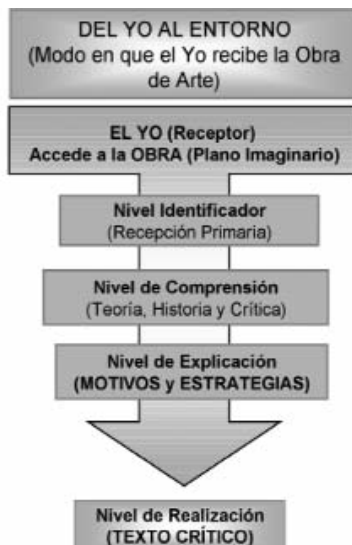 DEL YO AL ENTORNO
(Modo en que el Yo recibe la Obra
de Arte)
EL YO (Receptor)
Accede a la OBRA (Plano Imaginario)
Nivel Identificador
(Recepción Primaria)
Nivel de Comprensión
(Teoría, Historia y Crítica)
Nivel de Explicación
(MOTIVOS y ESTRATEGIAS)
Nivel de Realización
(TEXTO CRÍTICO)